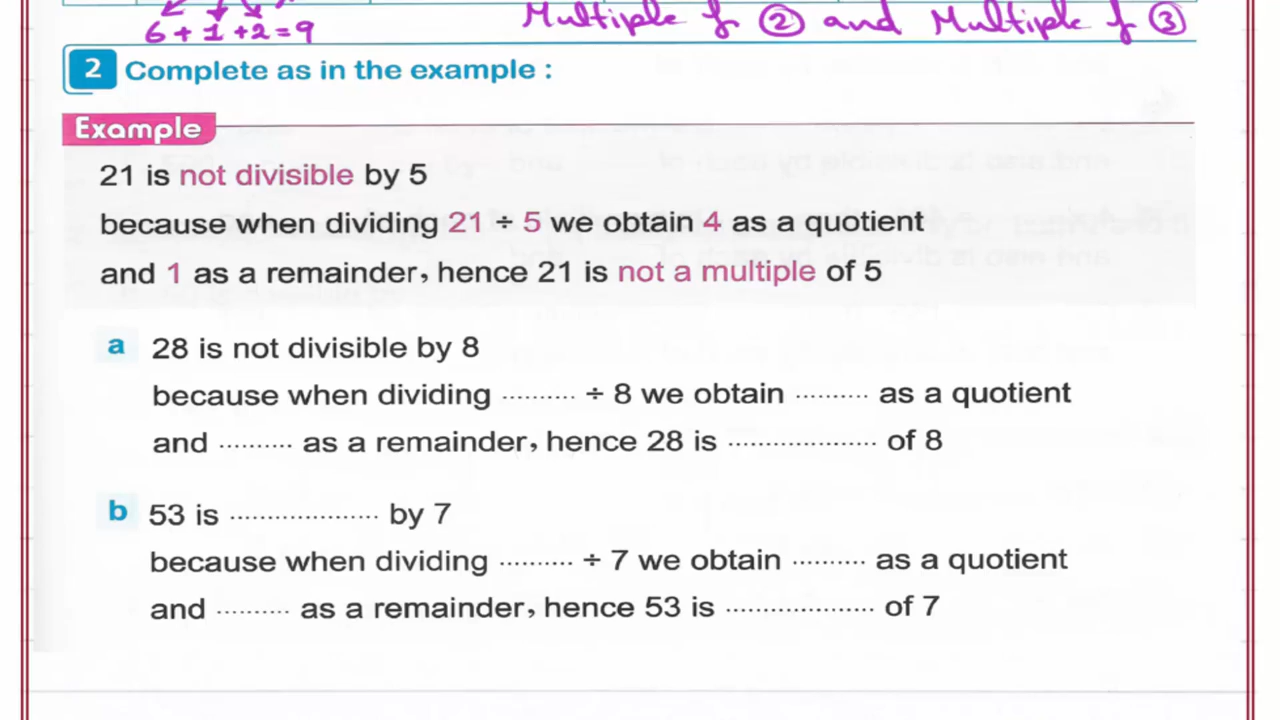 6 + 1 + 2 = 9
Multiple of ② and Multiple of ③
2 Complete as in the example :
Example
21 is not divisible by 5
because when dividing 21 ÷ 5 we obtain 4 as a quotient
and 1 as a remainder, hence 21 is not a multiple of 5
a 28 is not divisible by 8
because when dividing ......... ÷ 8 we obtain ......... as a quotient
and ......... as a remainder, hence 28 is .................. of 8
b 53 is .................. by 7
because when dividing ......... ÷ 7 we obtain ......... as a quotient
and ......... as a remainder, hence 53 is .................. of 7